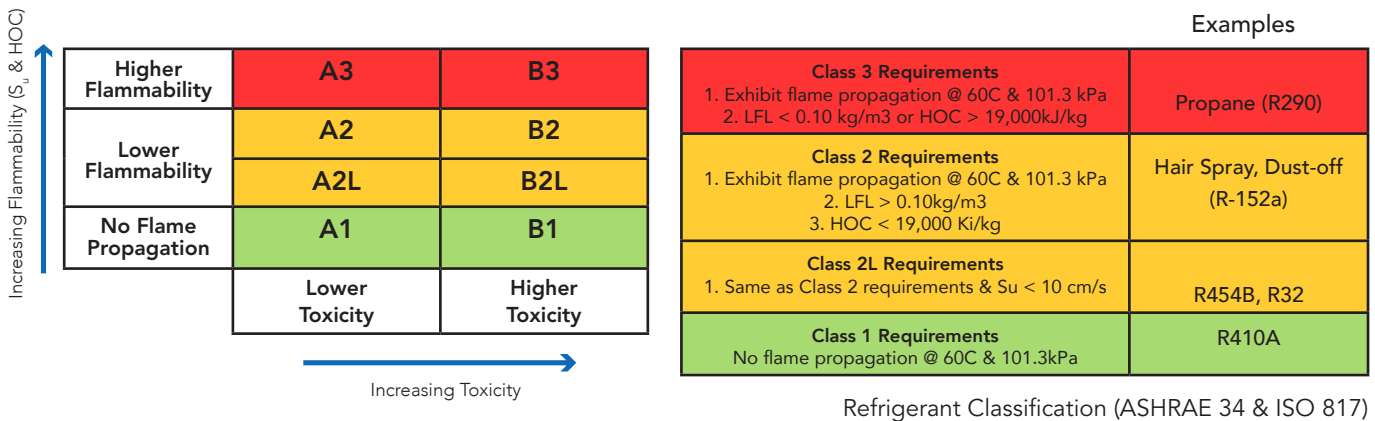 Examples
Increasing Flammability (Su & HOC)
Higher
Flammability
A3
B3
Lower
Flammability
A2
B2
A2L
B2L
No Flame
Propagation
A1
B1
Lower
Toxicity
Higher
Toxicity
Increasing Toxicity
Class 3 Requirements
1. Exhibit flame propagation @ 60C & 101.3 kPa
2. LFL < 0.10 kg/m3 or HOC > 19,000kJ/kg
Propane (R290)
Class 2 Requirements
1. Exhibit flame propagation @ 60C & 101.3 kPa
2. LFL > 0.10kg/m3
3. HOC < 19,000 Ki/kg
Hair Spray, Dust-off
(R-152a)
Class 2L Requirements
1. Same as Class 2 requirements & Su < 10 cm/s
R454B, R32
Class 1 Requirements
No flame propagation @ 60C & 101.3kPa
R410A
Refrigerant Classification (ASHRAE 34 & ISO 817)